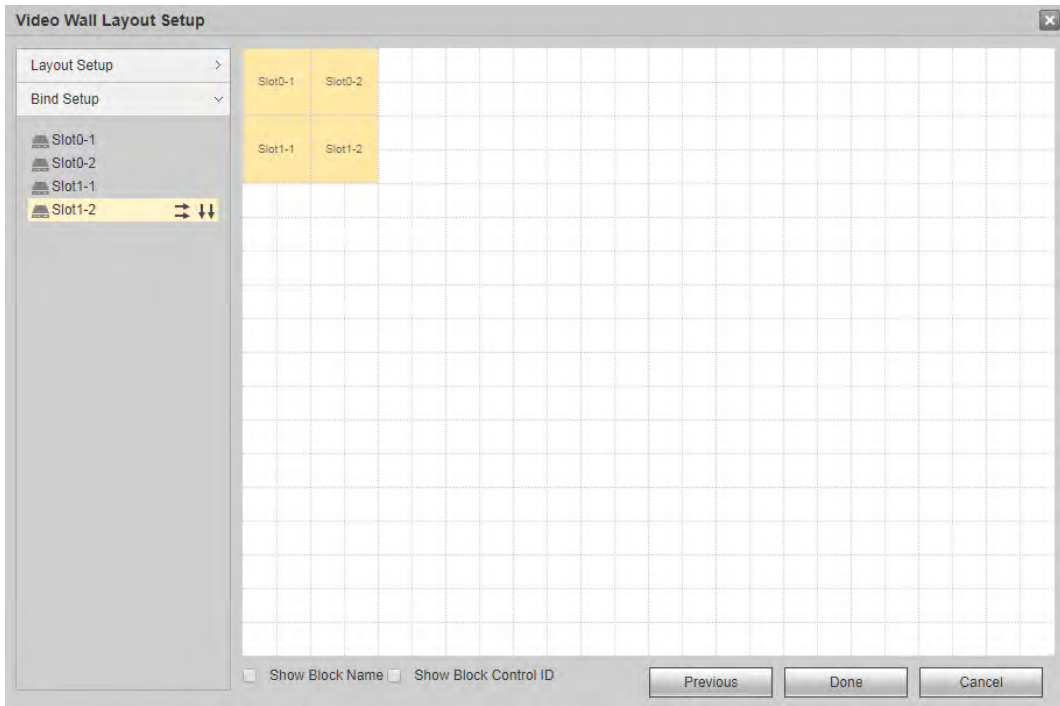 Video Wall Layout Setup
Layout Setup
Bind Setup
Slot0-1
Slot0-2
Slot1-1
Slot1-2
Slot0-1 Slot0-2
Slot1-1 Slot1-2
Show Block Name Show Block Control ID
Previous Done Cancel